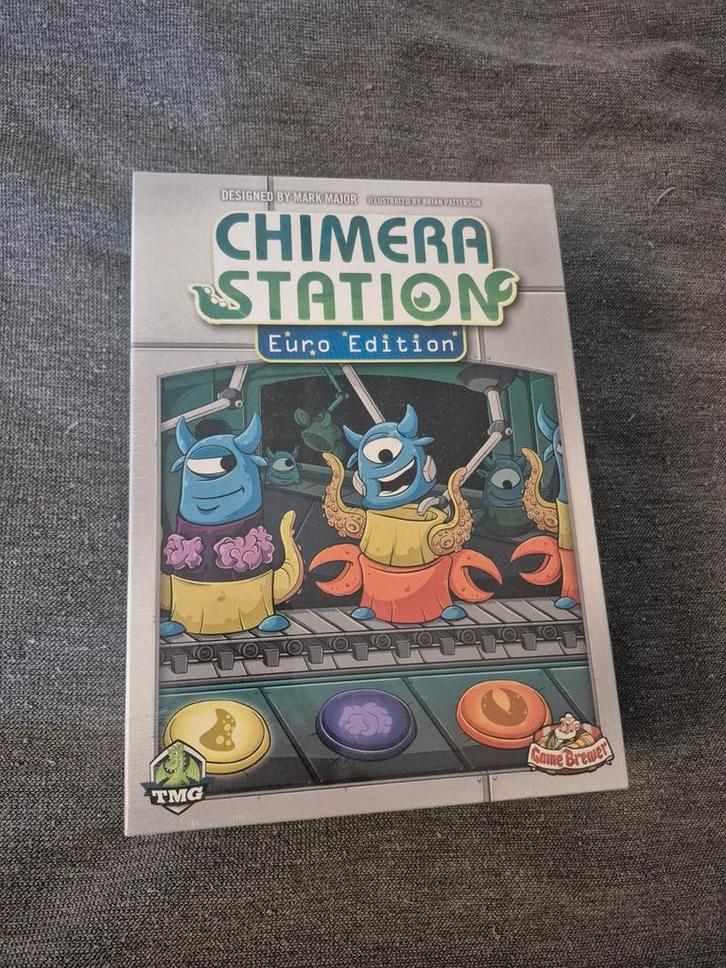 DESIGNED BY MARK MAJOR ILLUSTRATED BY BRIAN PATTERSON
CHIMERA
STATION
Euro Edition
Game Brewer
TMG